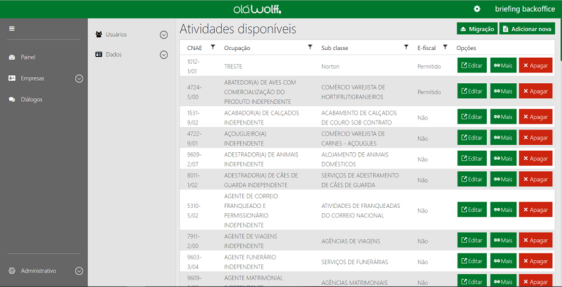 oláwolff.
briefing backoffice
Usuários
Dados
Painel
Empresas
Diálogos
Administrativo
Atividades disponíveis
Migração
Adicionar nova
CNAE Ocupação Sub classe E-fiscal Opções
1012-
1/01
TRESTE Norton Permitido Editar Mais Apagar
4724-
5/00
ABATEDOR(A) DE AVES COM
COMERCIALIZAÇÃO DO
PRODUTO INDEPENDENTE
COMÉRCIO VAREJISTA DE
HORTIFRUTIGRANJEIROS
Permitido Editar Mais Apagar
1531-
9/02
ACABADOR(A) DE CALÇADOS
INDEPENDENTE
ACABAMENTO DE CALÇADOS
DE COURO SOB CONTRATO
Não Editar Mais Apagar
4722-
9/01
AÇOUGUEIRO(A)
INDEPENDENTE
COMÉRCIO VAREJISTA DE
CARNES - AÇOUGUES
Não Editar Mais Apagar
9609-
2/07
ADESTRADOR(A) DE ANIMAIS
INDEPENDENTE
ALOJAMENTO DE ANIMAIS
DOMÉSTICOS
Não Editar Mais Apagar
8011-
1/02
ADESTRADOR(A) DE CÃES DE
GUARDA INDEPENDENTE
SERVIÇOS DE ADESTRAMENTO
DE CÃES DE GUARDA
Não Editar Mais Apagar
5310-
5/02
AGENTE DE CORREIO
FRANQUEADO E
PERMISSIONÁRIO
INDEPENDENTE
ATIVIDADES DE FRANQUEADAS
DO CORREIO NACIONAL
Não Editar Mais Apagar
7911-
2/00
AGENTE DE VIAGENS
INDEPENDENTE
AGÊNCIAS DE VIAGENS
Não Editar Mais Apagar
9603-
3/04
AGENTE FUNERÁRIO
INDEPENDENTE
SERVIÇOS DE FUNERÁRIAS
Não Editar Mais Apagar
9609-
AGENTE MATRIMONIAL
INDEPENDENTE
AGÊNCIAS MATRIMONIAIS
Não Editar Mais Apagar